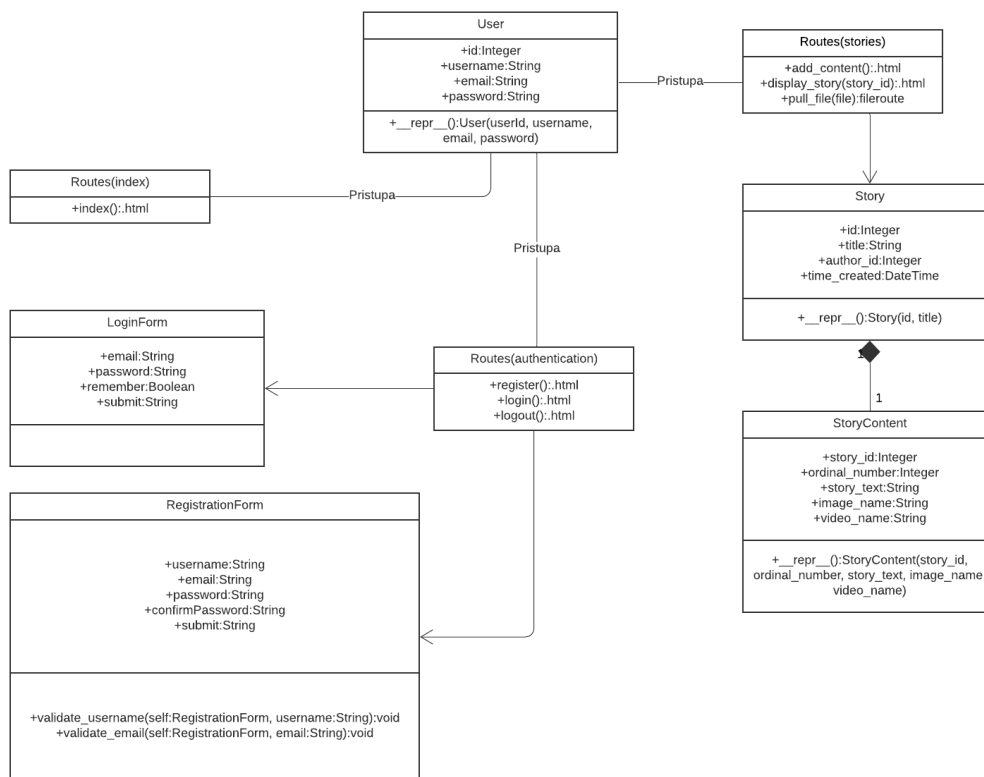 User
+id:Integer
+username:String
+email:String
+password:String
+__repr__():User(userId, username,
email, password)
Routes(stories)
+add_content():.html
+display_story(story_id):.html
+pull_file(file):fileroute
Pristupa
Routes(index)
+index():.html
Pristupa
Pristupa
Story
+id:Integer
+title:String
+author_id:Integer
+time_created:DateTime
+__repr__():Story(id, title)
1
1
LoginForm
+email:String
+password:String
+remember:Boolean
+submit:String
Routes(authentication)
+register():.html
+login():.html
+logout():.html
StoryContent
+story_id:Integer
+ordinal_number:Integer
+story_text:String
+image_name:String
+video_name:String
+__repr__():StoryContent(story_id,
ordinal_number, story_text, image_name
video_name)
RegistrationForm
+username:String
+email:String
+password:String
+confirmPassword:String
+submit:String
+validate_username(self:RegistrationForm, username:String):void
+validate_email(self:RegistrationForm, email:String):void